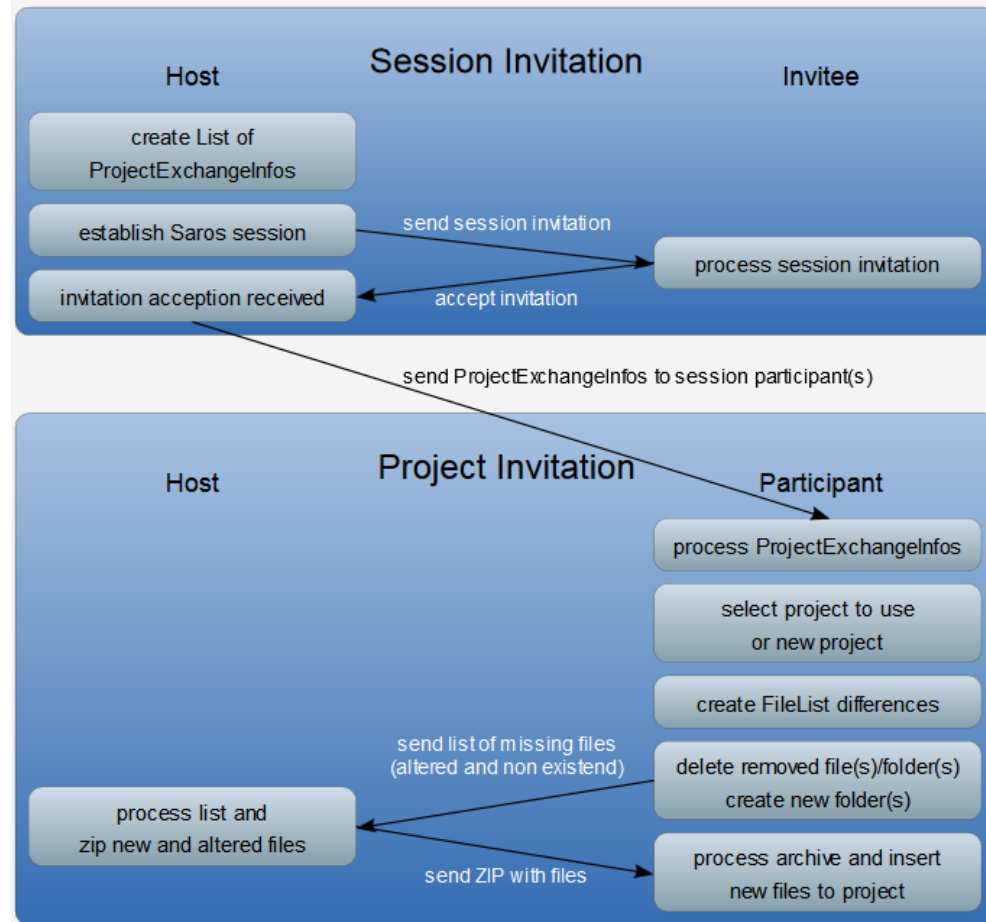 Session Invitation
Host
Invitee
create List of
ProjectExchangeInfos
establish Saros session
send session invitation
process session invitation
invitation acception received
accept invitation
send ProjectExchangeInfos to session participant(s)
Project Invitation
Host
Participant
process ProjectExchangeInfos
select project to use
or new project
create FileList differences
send list of missing files
(altered and non existend)
delete removed file(s)/folder(s)
create new folder(s)
process list and
zip new and altered files
send ZIP with files
process archive and insert
new files to project